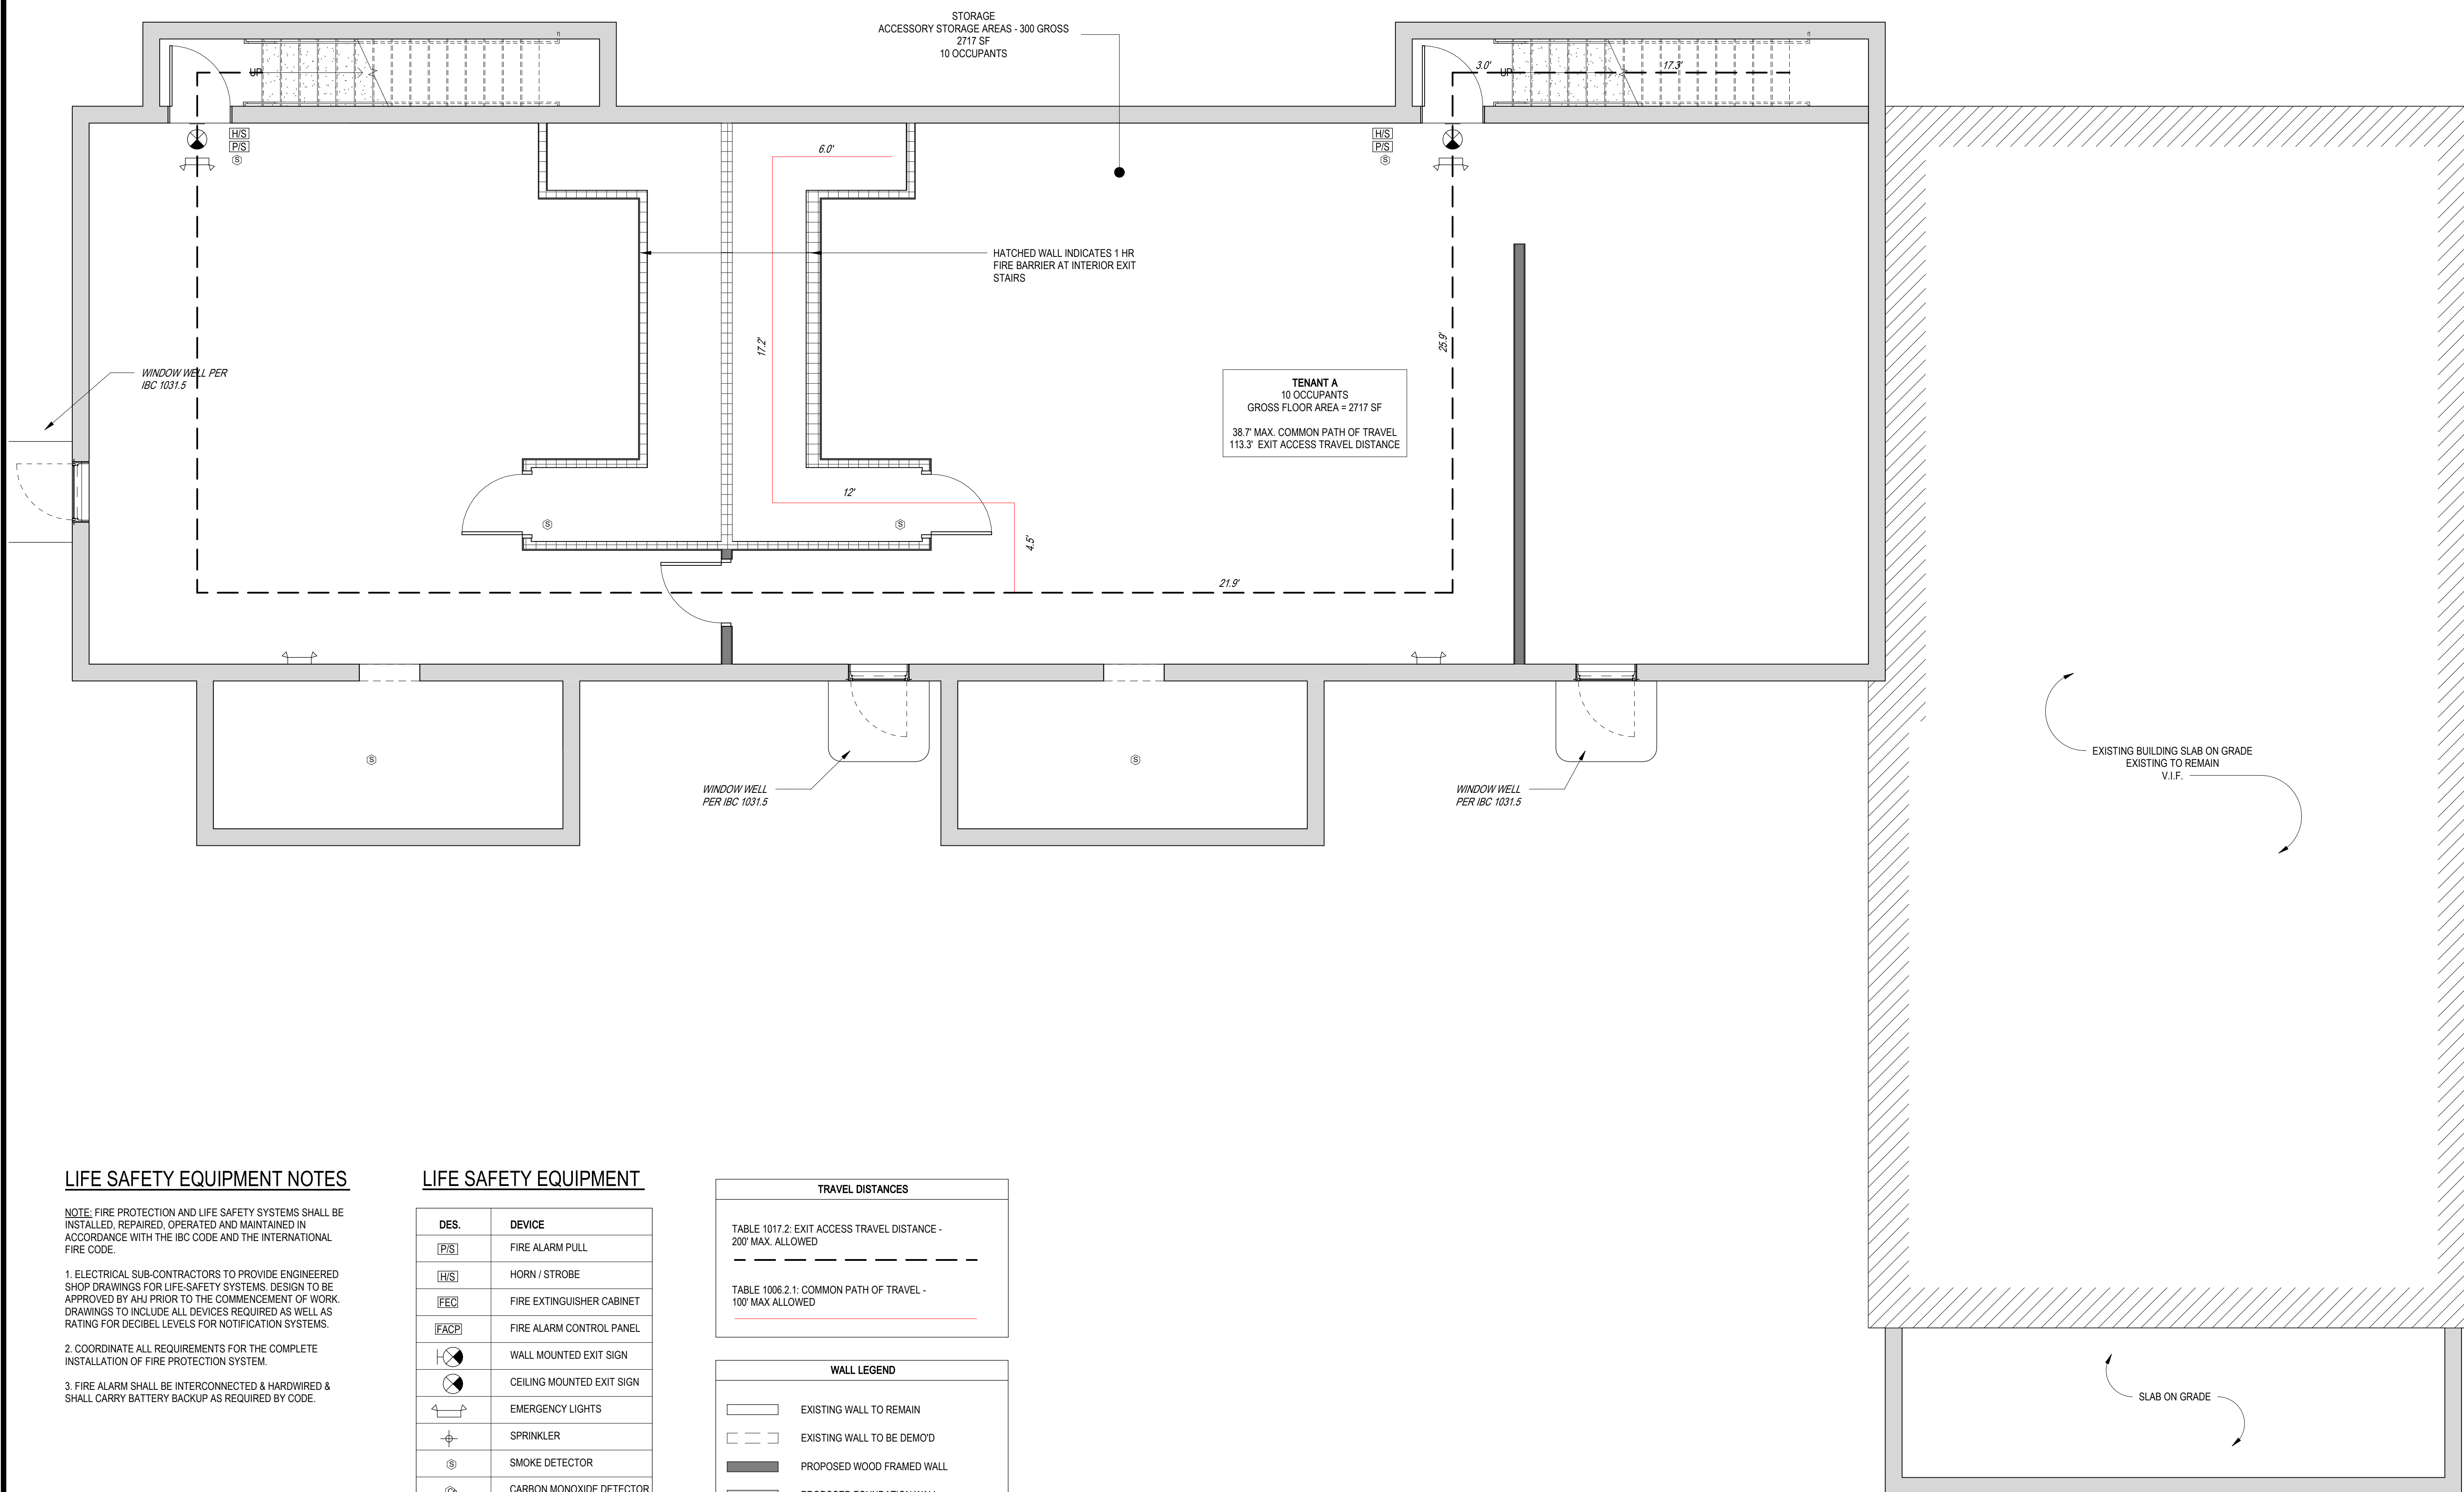 STORAGE
ACCESSORY STORAGE AREAS - 300 GROSS
2717 SF
10 OCCUPANTS
UP
3.0'
UP
17.3'
H/S
P/S
S
6.0'
H/S
P/S
S
HATCHED WALL INDICATES 1 HR
FIRE BARRIER AT INTERIOR EXIT
STAIRS
17.2'
25.9'
WINDOW WELL PER
IBC 1031.5
TENANT A
10 OCCUPANTS
GROSS FLOOR AREA = 2717 SF
38.7' MAX. COMMON PATH OF TRAVEL
113.3' EXIT ACCESS TRAVEL DISTANCE
12'
S
S
4.5'
21.9'
S
S
WINDOW WELL
PER IBC 1031.5
WINDOW WELL
PER IBC 1031.5
EXISTING BUILDING SLAB ON GRADE
EXISTING TO REMAIN
V.I.F.
SLAB ON GRADE
LIFE SAFETY EQUIPMENT NOTES
NOTE: FIRE PROTECTION AND LIFE SAFETY SYSTEMS SHALL BE
INSTALLED, REPAIRED, OPERATED AND MAINTAINED IN
ACCORDANCE WITH THE IBC CODE AND THE INTERNATIONAL
FIRE CODE.
1. ELECTRICAL SUB-CONTRACTORS TO PROVIDE ENGINEERED
SHOP DRAWINGS FOR LIFE-SAFETY SYSTEMS. DESIGN TO BE
APPROVED BY AHJ PRIOR TO THE COMMENCEMENT OF WORK.
DRAWINGS TO INCLUDE ALL DEVICES REQUIRED AS WELL AS
RATING FOR DECIBEL LEVELS FOR NOTIFICATION SYSTEMS.
2. COORDINATE ALL REQUIREMENTS FOR THE COMPLETE
INSTALLATION OF FIRE PROTECTION SYSTEM.
3. FIRE ALARM SHALL BE INTERCONNECTED & HARDWIRED &
SHALL CARRY BATTERY BACKUP AS REQUIRED BY CODE.
LIFE SAFETY EQUIPMENT
DES. DEVICE
P/S FIRE ALARM PULL
H/S HORN / STROBE
FEC FIRE EXTINGUISHER CABINET
FACP FIRE ALARM CONTROL PANEL
WALL MOUNTED EXIT SIGN
CEILING MOUNTED EXIT SIGN
EMERGENCY LIGHTS
SPRINKLER
S SMOKE DETECTOR
CARBON MONOXIDE DETECTOR
TRAVEL DISTANCES
TABLE 1017.2: EXIT ACCESS TRAVEL DISTANCE -
200' MAX. ALLOWED
TABLE 1006.2.1: COMMON PATH OF TRAVEL -
100' MAX ALLOWED
WALL LEGEND
EXISTING WALL TO REMAIN
EXISTING WALL TO BE DEMO'D
PROPOSED WOOD FRAMED WALL
PROPOSED FOUNDATION WALL